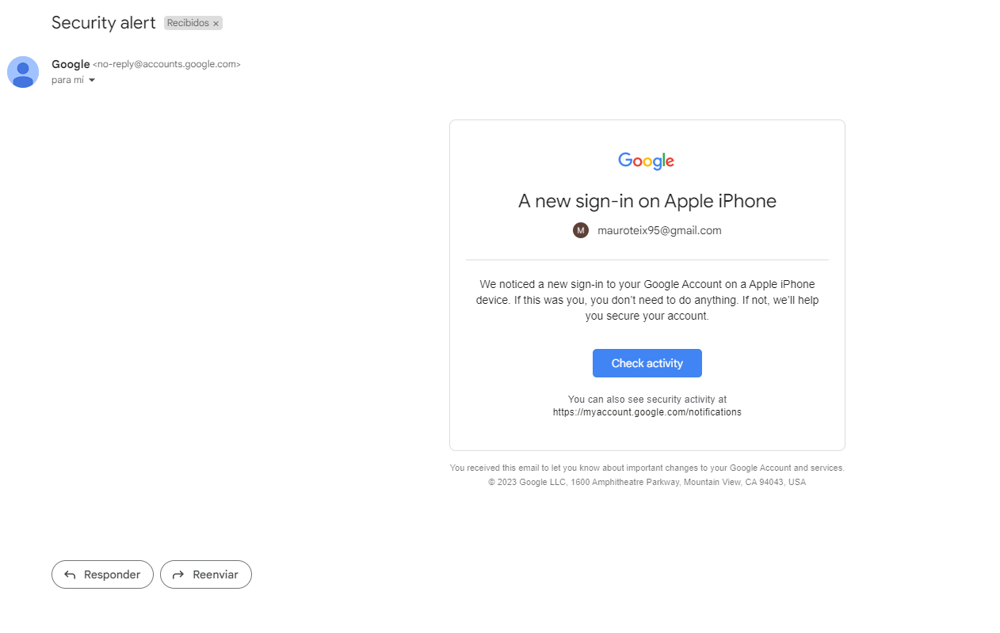 Security alert Recibidos ×
Google <no-reply@accounts.google.com>
para mí
Google
A new sign-in on Apple iPhone
M mauroteix95@gmail.com
We noticed a new sign-in to your Google Account on a Apple iPhone
device. If this was you, you don’t need to do anything. If not, we’ll help
you secure your account.
Check activity
You can also see security activity at
https://myaccount.google.com/notifications
You received this email to let you know about important changes to your Google Account and services.
© 2023 Google LLC, 1600 Amphitheatre Parkway, Mountain View, CA 94043, USA
Responder Reenviar